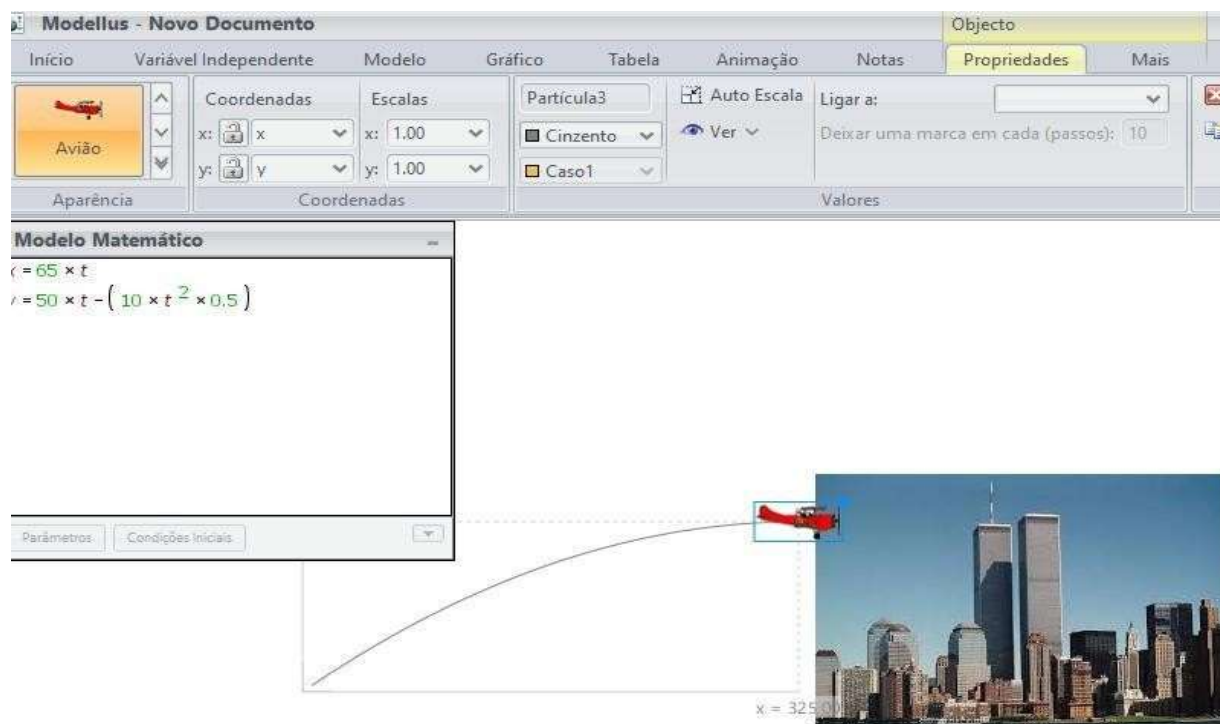 Modellus - Novo Documento
Objecto
Início Variável Independente Modelo Gráfico Tabela Animação Notas Propriedades Mais
Avião
Aparência
Coordenadas Escalas
x: x x: 1.00
y: y y: 1.00
Coordenadas
Partícula3 Auto Escala Ligar a:
Cinzento Ver Deixar uma marca em cada (passos): 10
Caso1
Valores
Modelo Matemático
= 65 × t
= 50 × t - ( 10 × t 2 × 0.5 )
Parâmetros Condições Iniciais
x = 325.00